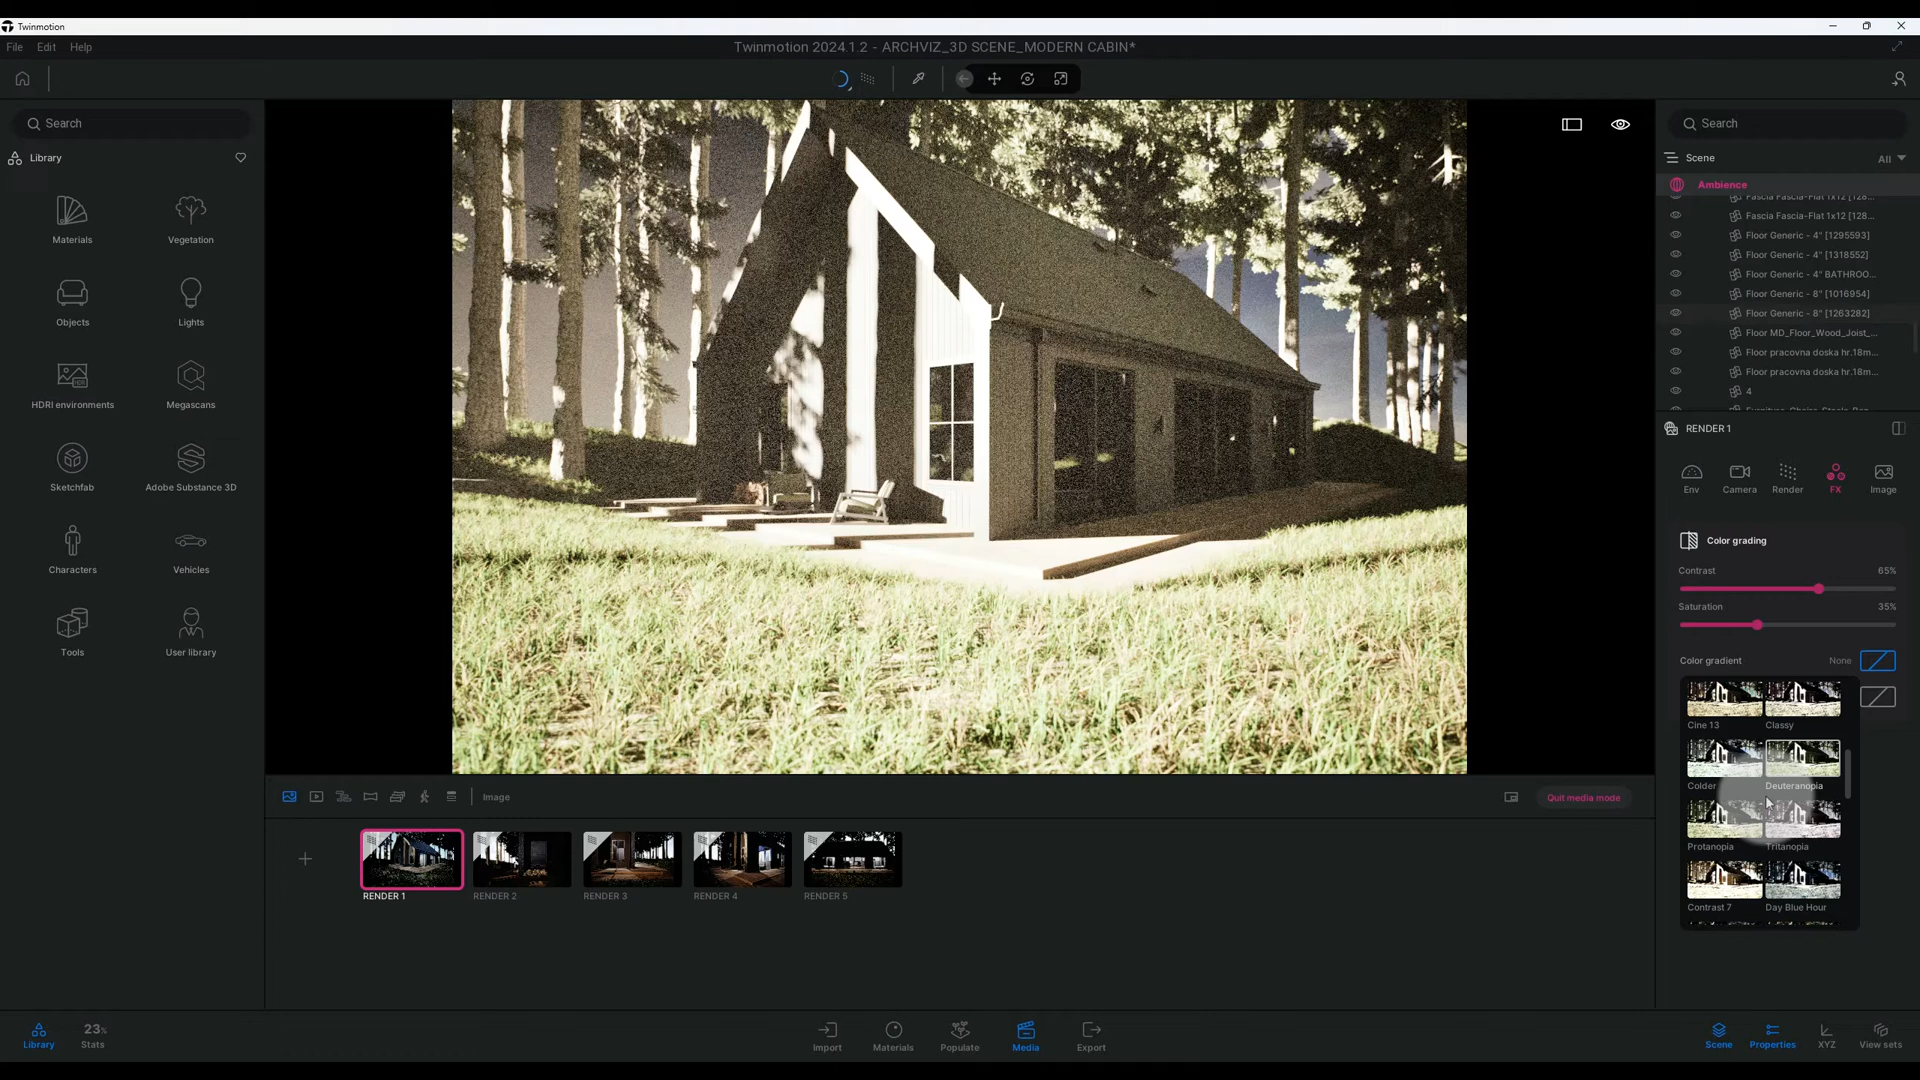 Twinmotion
File Edit Help
Twinmotion 2024.1.2 - ARCHVIZ_3D SCENE_MODERN CABIN*
Search
Library
Materials
Vegetation
Objects
Lights
HDRI environments
Megascans
Sketchfab
Adobe Substance 3D
Characters
Vehicles
Tools
User library
Search
Scene
All
Ambience
Fascia Fascia-Flat 1x12 [128...
Fascia Fascia-Flat 1x12 [128...
Floor Generic - 4" [1295593]
Floor Generic - 4" [1318552]
Floor Generic - 4" BATHROO...
Floor Generic - 8" [1016954]
Floor Generic - 8" [1263282]
Floor MD_Floor_Wood_Joist_...
Floor pracovna doska hr.18m...
Floor pracovna doska hr.18m...
4
RENDER 1
Env
Camera
Render
FX
Image
Color grading
Contrast
65%
Saturation
35%
Color gradient
None
Cine 13
Classy
Colder
Deuteranopia
Protanopia
Tritanopia
Contrast 7
Day Blue Hour
Image
Quit media mode
RENDER 1
RENDER 2
RENDER 3
RENDER 4
RENDER 5
Library
23%
Stats
Import
Materials
Populate
Media
Export
Scene
Properties
XYZ
View sets